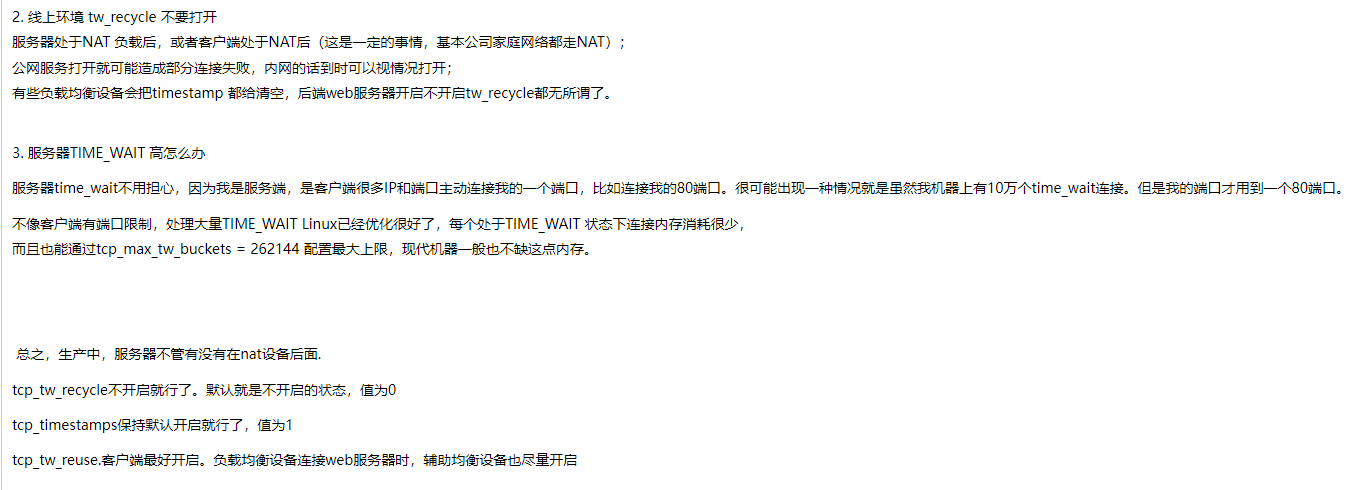 2. 线上环境 tw_recycle 不要打开
服务器处于NAT 负载后，或者客户端处于NAT后（这是一定的事情，基本公司家庭网络都走NAT）；
公网服务打开就可能造成部分连接失败，内网的话到时可以视情况打开；
有些负载均衡设备会把timestamp 都给清空，后端web服务器开启不开启tw_recycle都无所谓了。
3. 服务器TIME_WAIT 高怎么办
服务器time_wait不用担心，因为我是服务端，是客户端很多IP和端口主动连接我的一个端口，比如连接我的80端口。很可能出现一种情况就是虽然我机器上有10万个time_wait连接。但是我的端口才用到一个80端口。
不像客户端有端口限制，处理大量TIME_WAIT Linux已经优化很好了，每个处于TIME_WAIT 状态下连接内存消耗很少，
而且也能通过tcp_max_tw_buckets = 262144 配置最大上限，现代机器一般也不缺这点内存。
总之，生产中，服务器不管有没有在nat设备后面.
tcp_tw_recycle不开启就行了。默认就是不开启的状态，值为0
tcp_timestamps保持默认开启就行了，值为1
tcp_tw_reuse.客户端最好开启。负载均衡设备连接web服务器时，辅助均衡设备也尽量开启